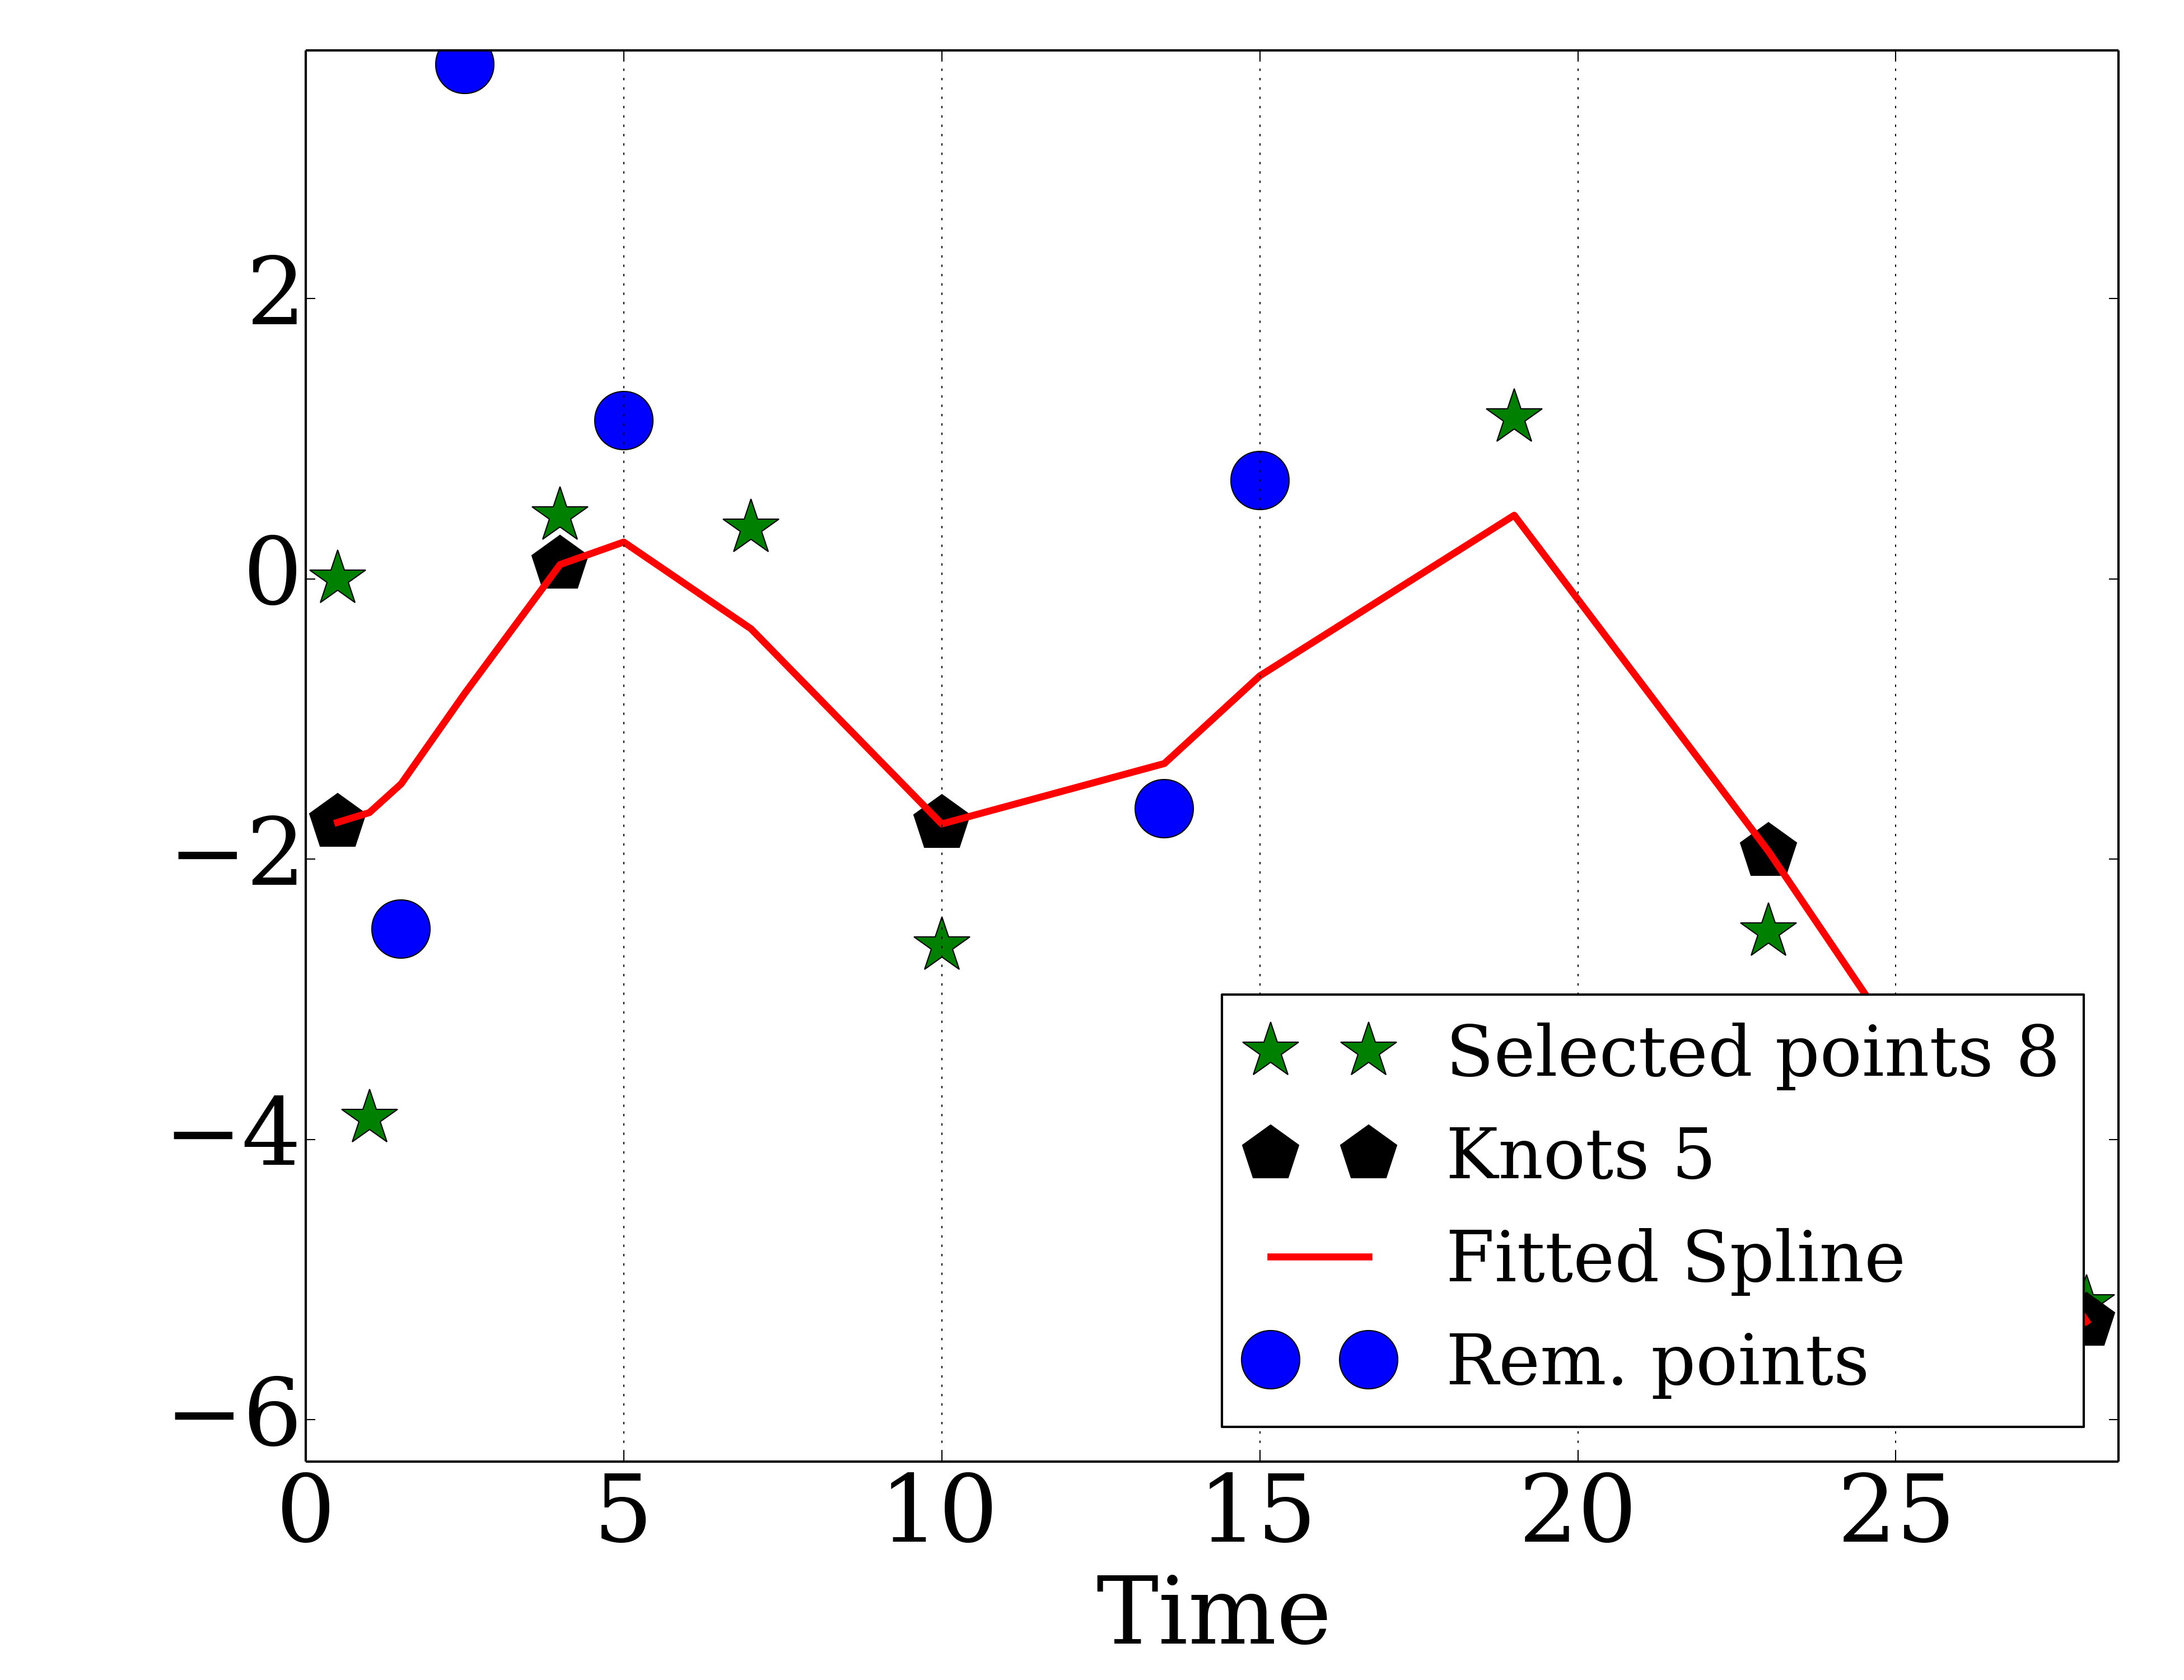 2
0
−2
−4
−6
0 5 10 15 20 25
Time
Selected points 8
Knots 5
Fitted Spline
Rem. points